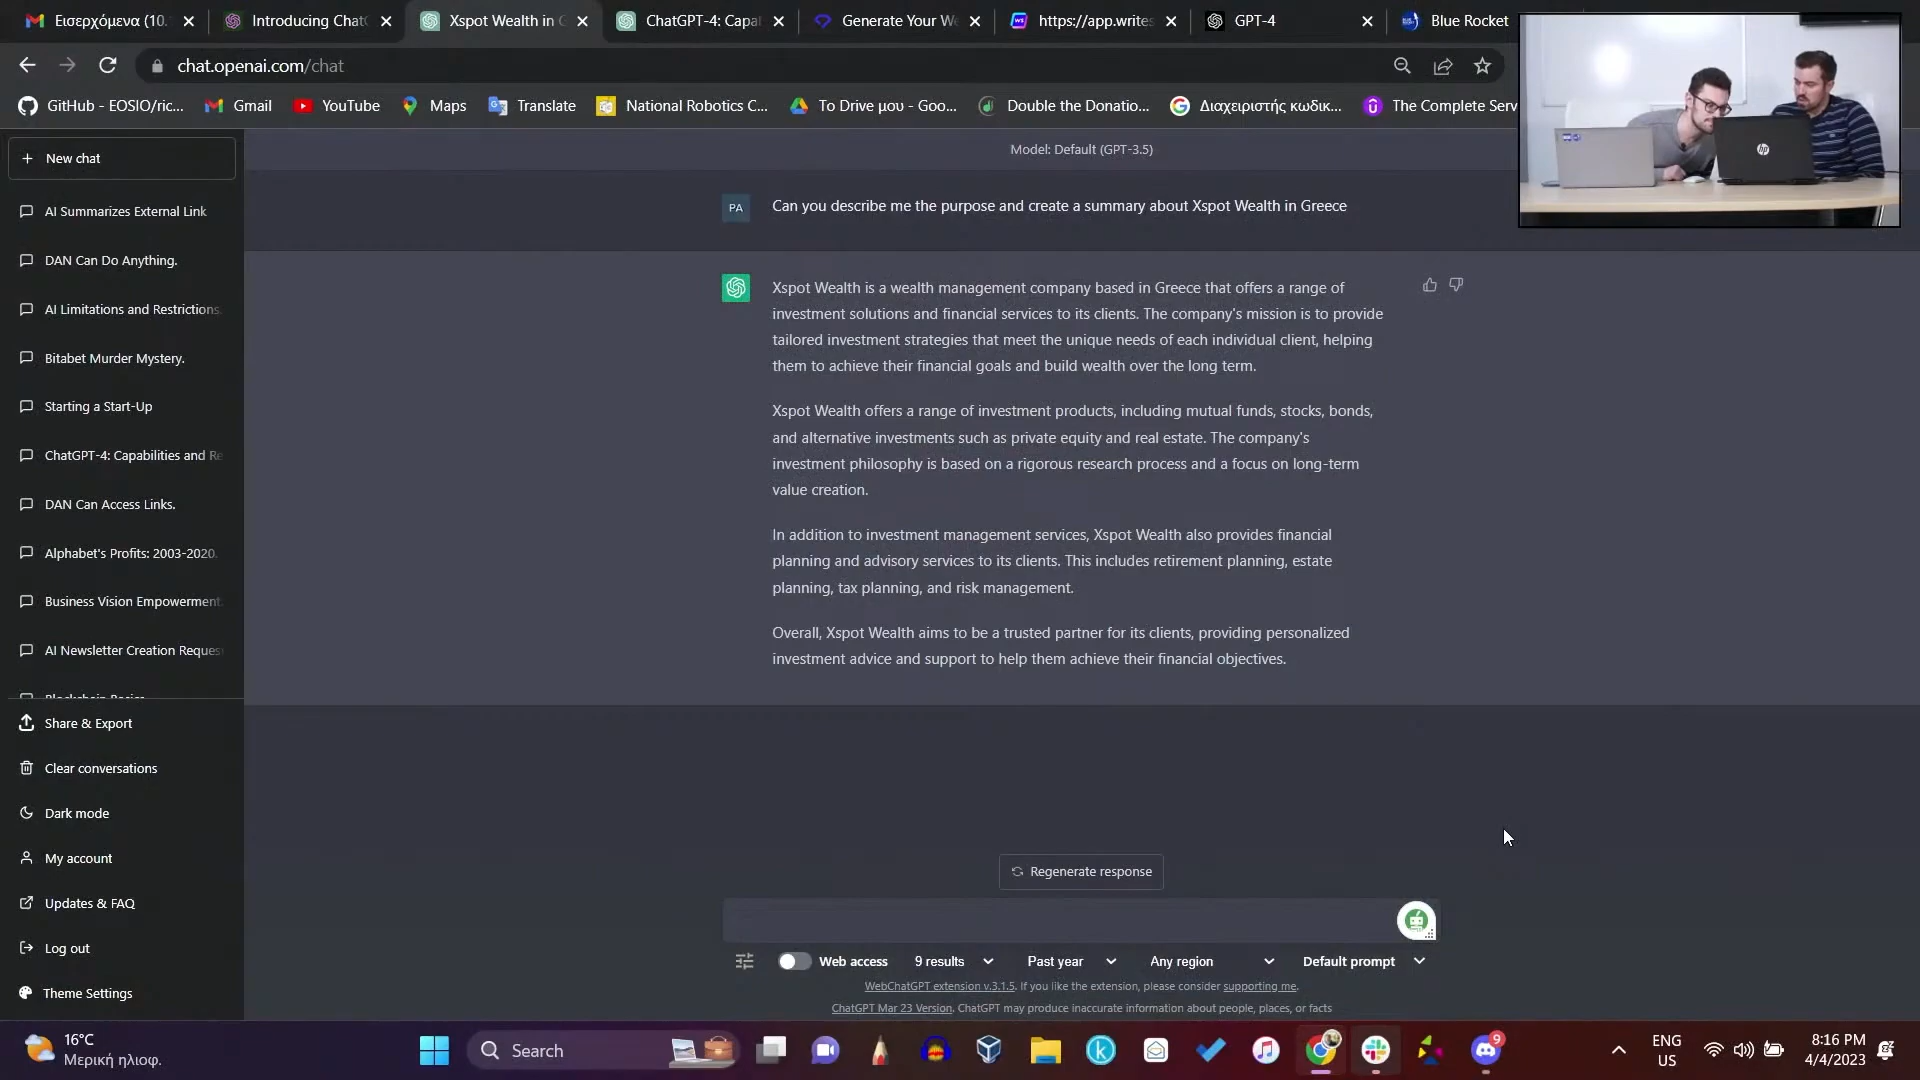 Εισερχόμενα (10.
Introducing ChatG
Xspot Wealth in G
ChatGPT-4: Capa
Generate Your We
https://app.writes
GPT-4
Blue Rocket
chat.openai.com/chat
GitHub - EOSIO/ric...
Gmail
YouTube
Maps
Translate
National Robotics C...
Το Drive μου - Goo...
Double the Donatio...
Διαχειριστής κωδικ...
The Complete Serv
hp
New chat
AI Summarizes External Link
DAN Can Do Anything.
AI Limitations and Restrictions.
Bitabet Murder Mystery.
Starting a Start-Up
ChatGPT-4: Capabilities and Re
DAN Can Access Links.
Alphabet's Profits: 2003-2020.
Business Vision Empowerment.
AI Newsletter Creation Reques
Blockchain Basics
Share & Export
Clear conversations
Dark mode
My account
Updates & FAQ
Log out
Theme Settings
Model: Default (GPT-3.5)
PA
Can you describe me the purpose and create a summary about Xspot Wealth in Greece
Xspot Wealth is a wealth management company based in Greece that offers a range of
investment solutions and financial services to its clients. The company's mission is to provide
tailored investment strategies that meet the unique needs of each individual client, helping
them to achieve their financial goals and build wealth over the long term.
Xspot Wealth offers a range of investment products, including mutual funds, stocks, bonds,
and alternative investments such as private equity and real estate. The company's
investment philosophy is based on a rigorous research process and a focus on long-term
value creation.
In addition to investment management services, Xspot Wealth also provides financial
planning and advisory services to its clients. This includes retirement planning, estate
planning, tax planning, and risk management.
Overall, Xspot Wealth aims to be a trusted partner for its clients, providing personalized
investment advice and support to help them achieve their financial objectives.
Regenerate response
Web access
9 results
Past year
Any region
Default prompt
WebChatGPT extension v.3.1.5. If you like the extension, please consider supporting me.
ChatGPT Mar 23 Version. ChatGPT may produce inaccurate information about people, places, or facts
16°C
Μερική ηλιοφ.
Search
9
ENG
US
8:16 PM
4/4/2023